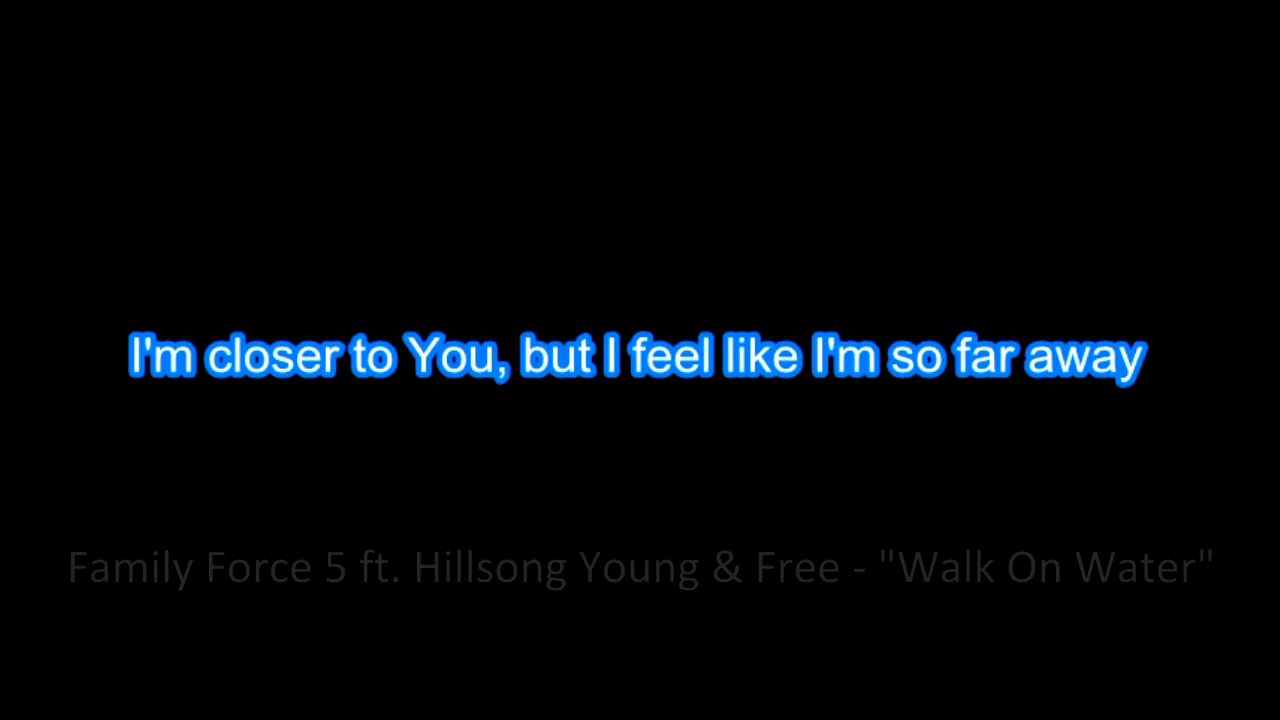 I'm closer to You, but I feel like I'm so far away
Family Force 5 ft. Hillsong Young & Free - "Walk On Water"